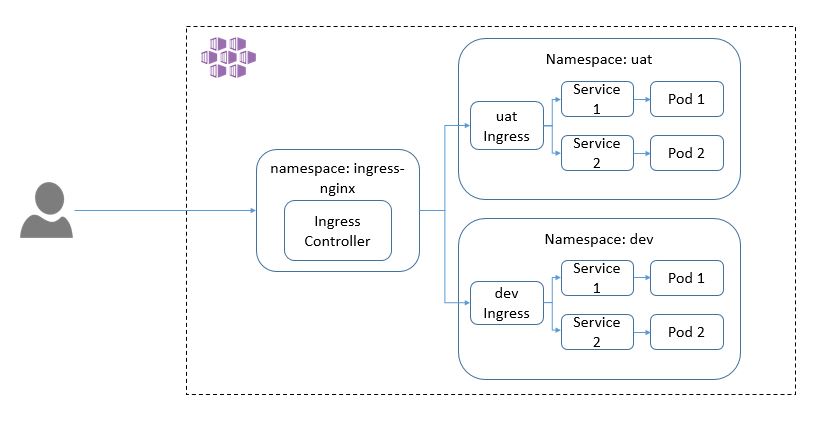 namespace: ingress-
nginx
Ingress
Controller
Namespace: uat
uat
Ingress
Service
1
Pod 1
Service
2
Pod 2
Namespace: dev
dev
Ingress
Service
1
Pod 1
Service
2
Pod 2